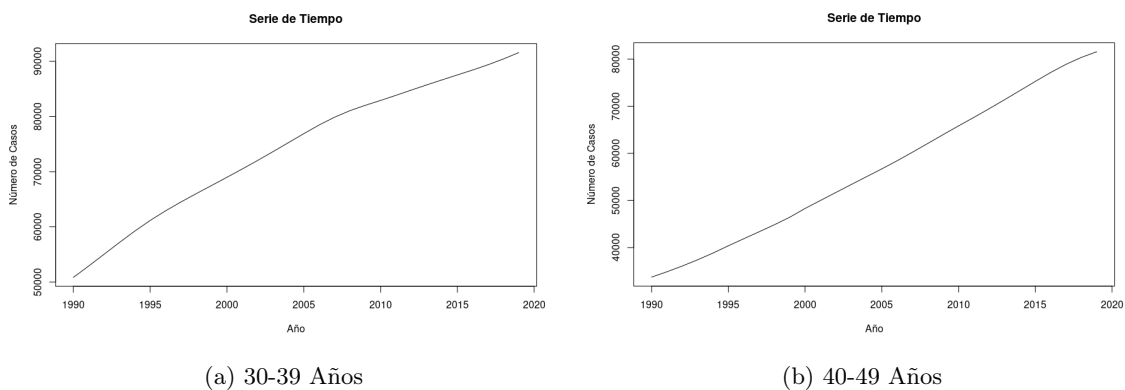 Serie de Tiempo
Número de Casos
90000
80000
70000
60000
50000
1990 1995 2000 2005 2010 2015 2020
Año
(a) 30-39 Años
Serie de Tiempo
Número de Casos
80000
70000
60000
50000
40000
1990 1995 2000 2005 2010 2015 2020
Año
(b) 40-49 Años